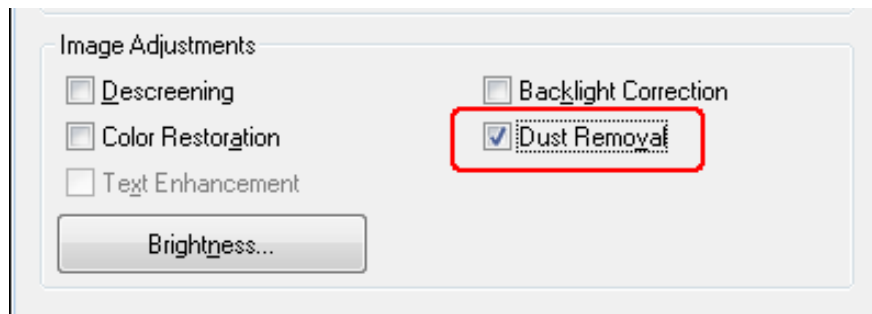 Image Adjustments
Descreening
Backlight Correction
Color Restoration
Dust Removal
Text Enhancement
Brightness...